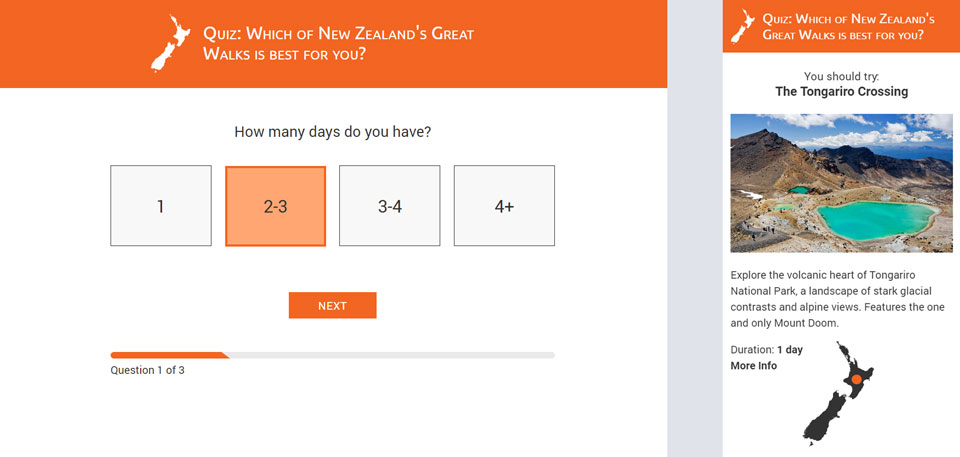 Quiz: Which of New Zealand's Great
Walks is best for you?
How many days do you have?
1
2-3
3-4
4+
NEXT
Question 1 of 3
Quiz: Which of New Zealand's
Great Walks is best for you?
You should try:
The Tongariro Crossing
Explore the volcanic heart of Tongariro
National Park, a landscape of stark glacial
contrasts and alpine views. Features the one
and only Mount Doom.
Duration: 1 day
More Info